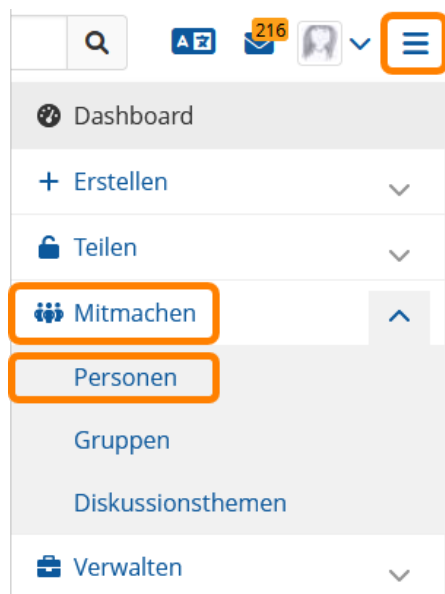 216
Dashboard
Erstellen
Teilen
Mitmachen
Personen
Gruppen
Diskussionsthemen
Verwalten